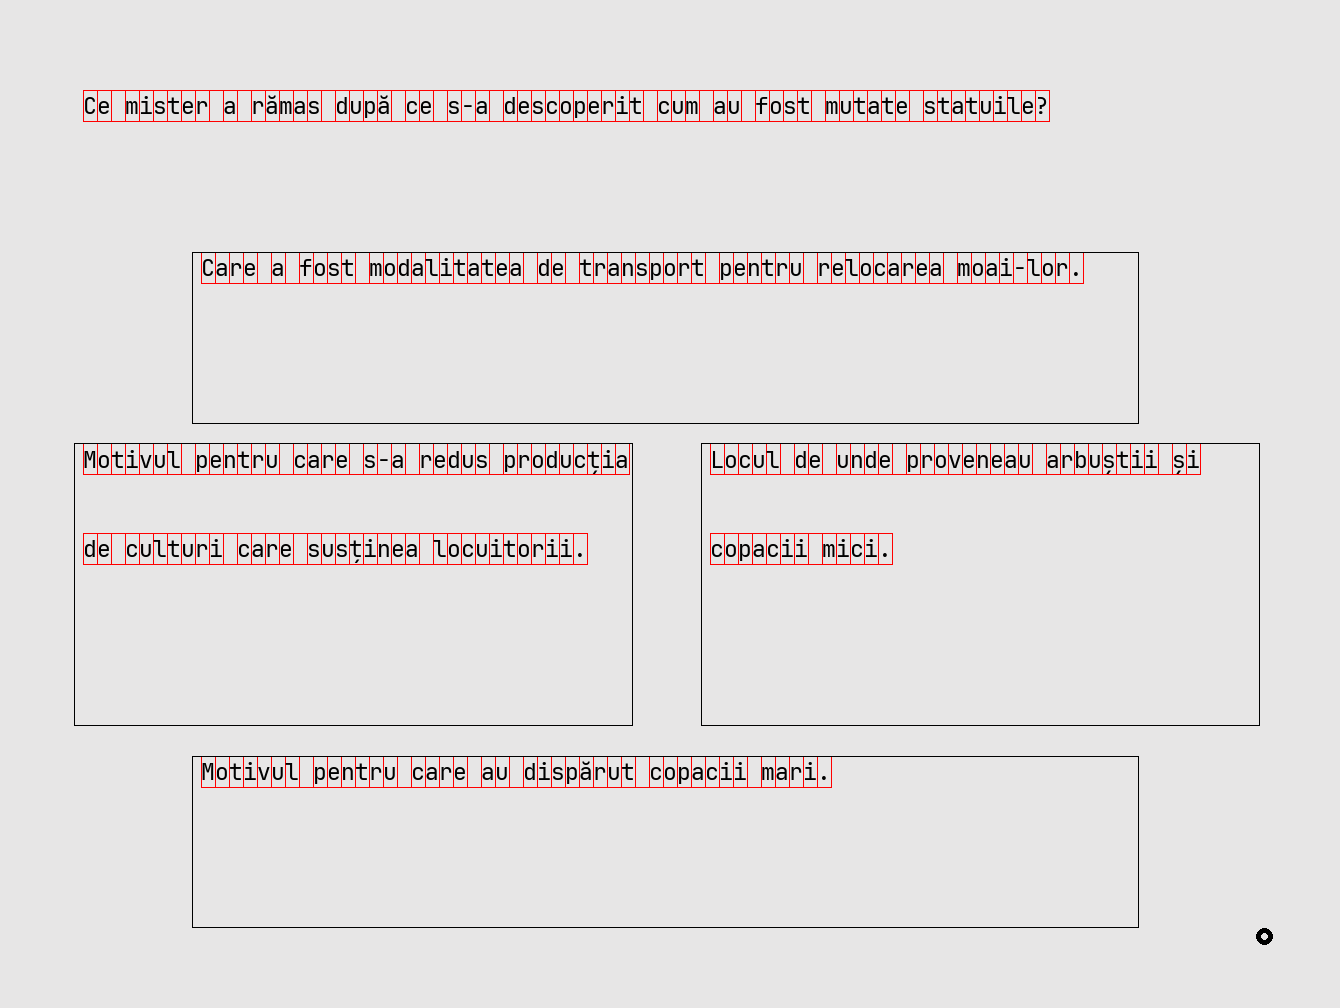 Ce mister a rămas după ce s-a descoperit cum au fost mutate statuile?
Care a fost modalitatea de transport pentru relocarea moai-lor.
Motivul pentru care s-a redus producția
de culturi care susținea locuitorii.
Locul de unde proveneau arbuștii și
copacii mici.
Motivul pentru care au dispărut copacii mari.